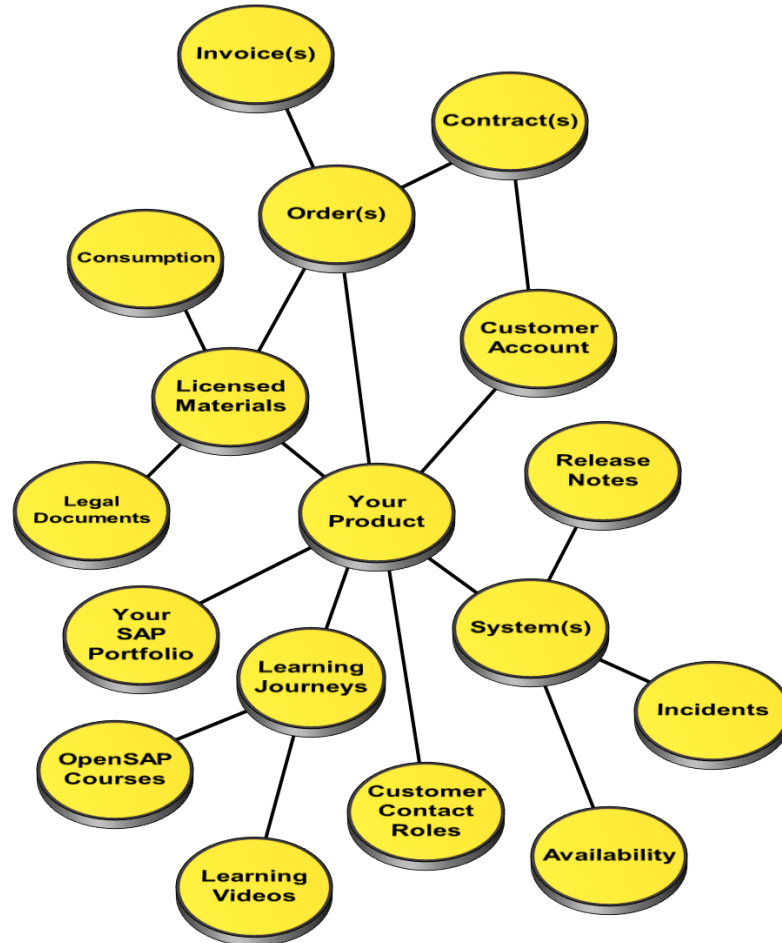 Invoice(s)
Contract(s)
Order(s)
Consumption
Customer
Account
Licensed
Materials
Release
Notes
Legal
Documents
Your
Product
Your
SAP
Portfolio
System(s)
Learning
Journeys
Incidents
OpenSAP
Courses
Customer
Contact
Roles
Availability
Learning
Videos